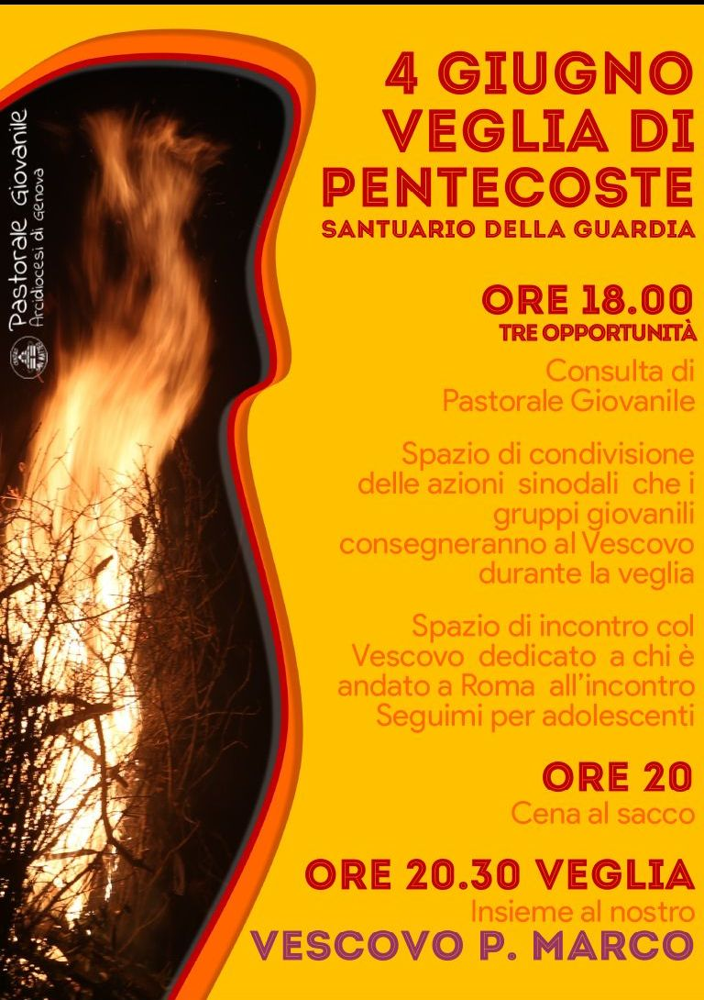 4 GIUGNO
VEGLIA DI
PENTECOSTE
SANTUARIO DELLA GUARDIA
ORE 18.00
TRE OPPORTUNITÀ
Consulta di
Pastorale Giovanile
Spazio di condivisione
delle azioni sinodali che i
gruppi giovanili
consegneranno al Vescovo
durante la veglia
Spazio di incontro col
Vescovo dedicato a chi è
andato a Roma all'incontro
Seguimi per adolescenti
ORE 20
Cena al sacco
ORE 20.30 VEGLIA
Insieme al nostro
VESCOVO P. MARCO
Pastorale Giovanile
Arcidiocesi di Genova